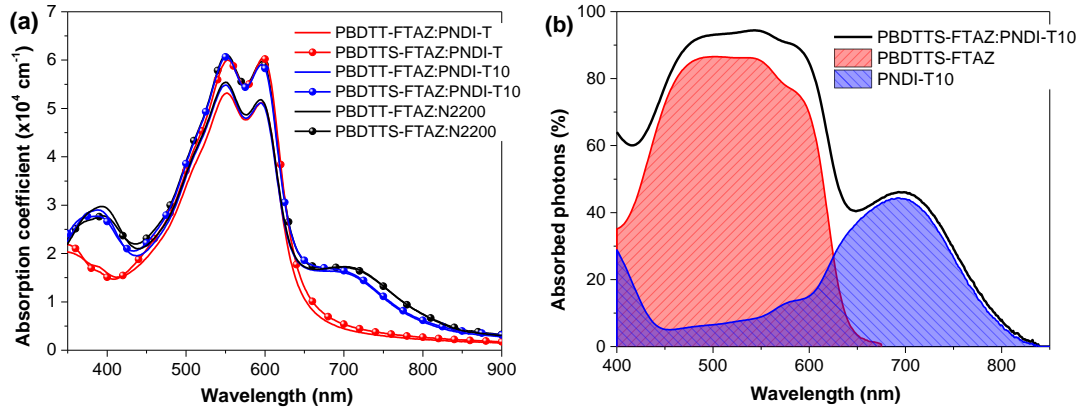 (a)
PBDTT-FTAZ:PNDI-T
PBDTTS-FTAZ:PNDI-T
PBDTT-FTAZ:PNDI-T10
PBDTTS-FTAZ:PNDI-T10
PBDTT-FTAZ:N2200
PBDTTS-FTAZ:N2200
Absorption coefficient (x10⁴ cm⁻¹)
7
6
5
4
3
2
1
0
400 500 600 700 800 900
Wavelength (nm)
(b)
PBDTTS-FTAZ:PNDI-T10
PBDTTS-FTAZ
PNDI-T10
Absorbed photons (%)
100
80
60
40
20
0
400 500 600 700 800
Wavelength (nm)